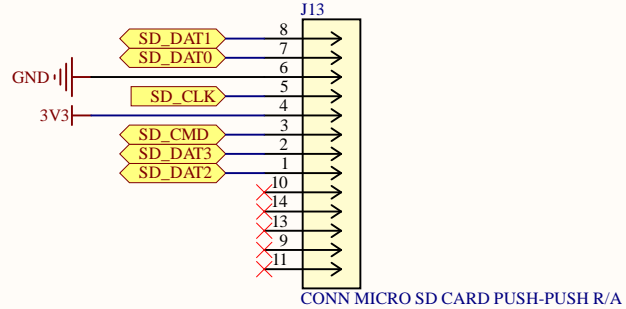 J13
SD_DAT1 8
SD_DAT0 7
GND 6
SD_CLK 5
3V3 4
SD_CMD 3
SD_DAT3 2
SD_DAT2 1
10
14
13
9
11
CONN MICRO SD CARD PUSH-PUSH R/A